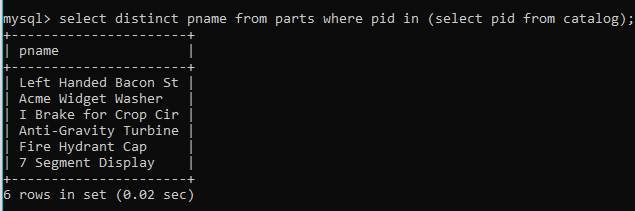 mysql> select distinct pname from parts where pid in (select pid from catalog);
+----------------------+
| pname                |
+----------------------+
| Left Handed Bacon St |
| Acme Widget Washer   |
| I Brake for Crop Cir |
| Anti-Gravity Turbine |
| Fire Hydrant Cap     |
| 7 Segment Display    |
+----------------------+
6 rows in set (0.02 sec)